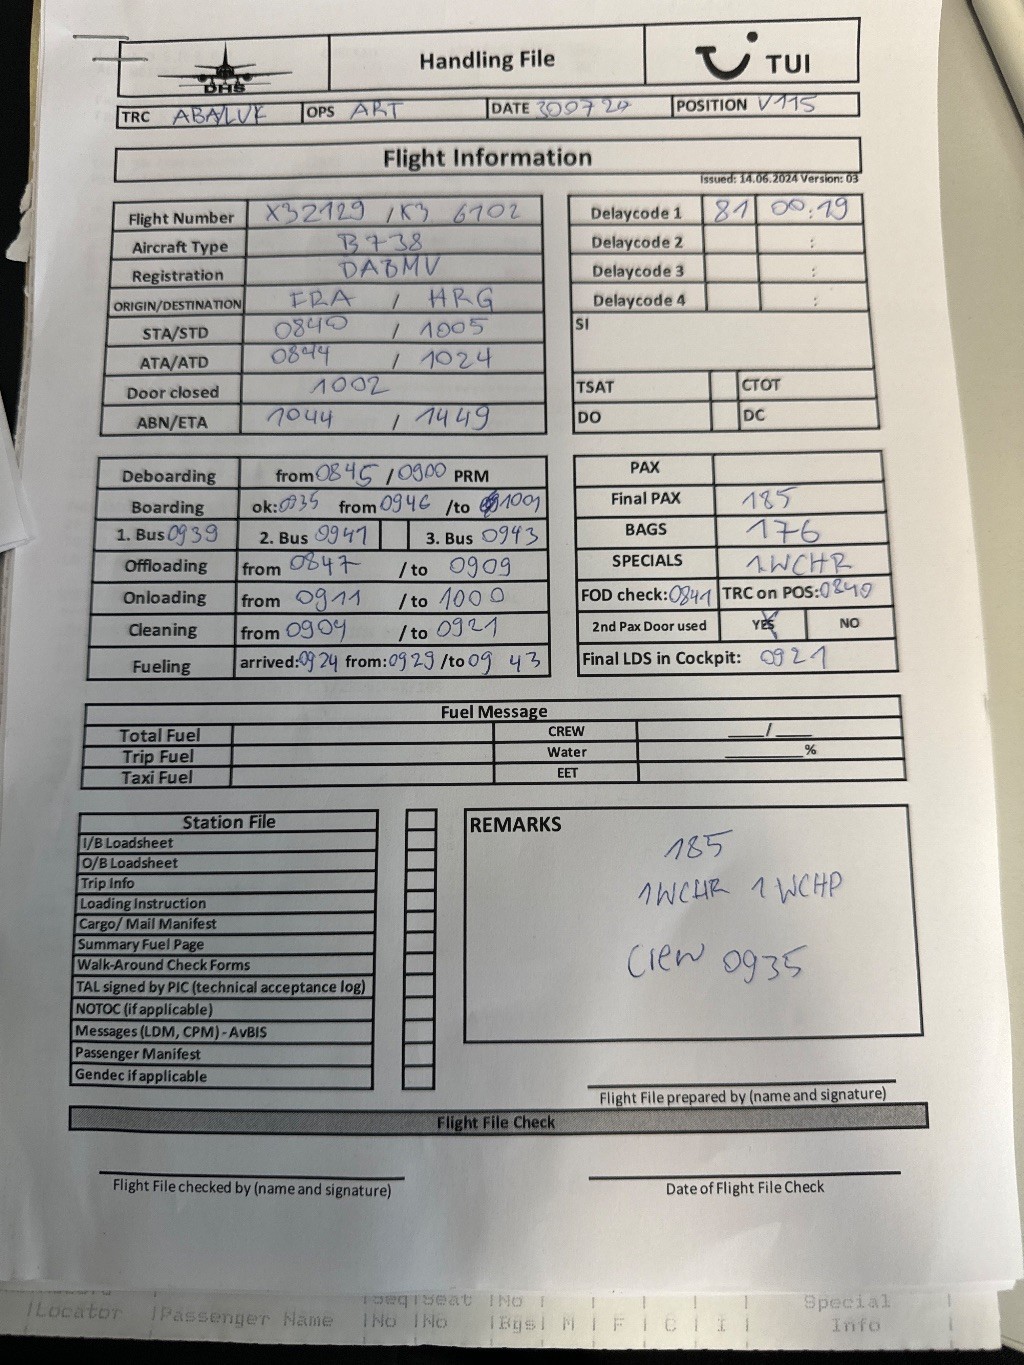 DHS
Handling File
TUI
TRC ABALUK OPS ART DATE 300724 POSITION V115
Flight Information
Issued: 14.06.2024 Version: 03
Flight Number X32129 / K3 6102
Aircraft Type B738
Registration DABMV
ORIGIN/DESTINATION FRA / HRG
STA/STD 0840 / 1005
ATA/ATD 0844 / 1024
Door closed 1002
ABN/ETA 1044 / 1449
Delaycode 1 81 00:19
Delaycode 2 :
Delaycode 3 :
Delaycode 4 :
SI
TSAT CTOT
DO DC
Deboarding from 0845 / 0900 PRM
Boarding ok: 0935 from 0946 /to 1001
1. Bus 0939 2. Bus 0941 3. Bus 0943
Offloading from 0847 / to 0909
Onloading from 0911 / to 1000
Cleaning from 0904 / to 0921
Fueling arrived: 0924 from: 0929 /to 09 43
PAX
Final PAX 185
BAGS 176
SPECIALS 1WCHR
FOD check: 0841 TRC on POS: 0840
2nd Pax Door used YES NO
Final LDS in Cockpit: 0921
Fuel Message
Total Fuel CREW ____/____
Trip Fuel Water ________%
Taxi Fuel EET
Station File
I/B Loadsheet
O/B Loadsheet
Trip Info
Loading Instruction
Cargo/ Mail Manifest
Summary Fuel Page
Walk-Around Check Forms
TAL signed by PIC (technical acceptance log)
NOTOC (if applicable)
Messages (LDM, CPM) - AvBIS
Passenger Manifest
Gendec if applicable
REMARKS
185
1WCHR 1 WCHP
Crew 0935
Flight File prepared by (name and signature)
Flight File Check
Flight File checked by (name and signature)
Date of Flight File Check
|Seq|Seat |No | | | | | Special |
|Locator |Passenger Name |No |No |Bgs| M | F | C | I | Info |